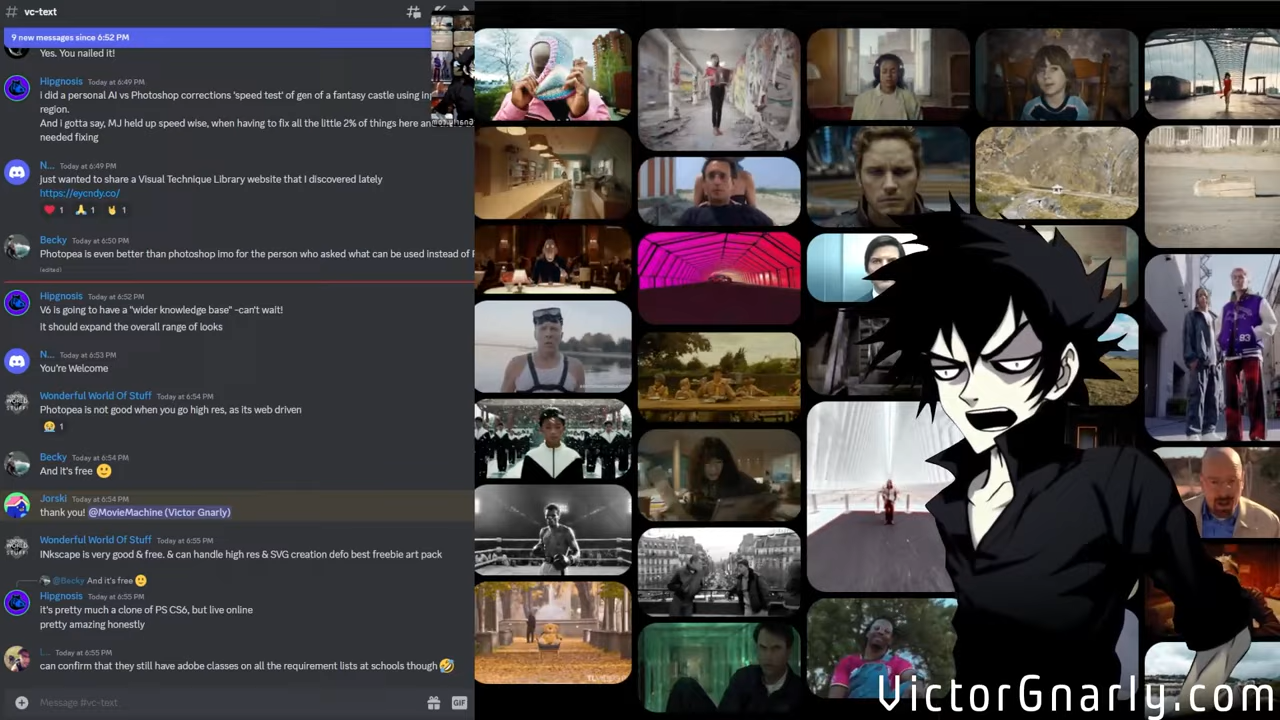 vc-text
9 new messages since 6:52 PM
Yes. You nailed it!
Hipgnosis Today at 6:49 PM
I did a personal AI vs Photoshop corrections 'speed test' of gen of a fantasy castle using in
region.
And I gotta say, MJ held up speed wise, when having to fix all the little 2% of things here an
needed fixing
N... Today at 6:49 PM
Just wanted to share a Visual Technique Library website that I discovered lately
https://eycndy.co/
1 1 1
Becky Today at 6:50 PM
Photopea is even better than photoshop imo for the person who asked what can be used instead of
(edited)
Hipgnosis Today at 6:52 PM
V6 is going to have a "wider knowledge base" -can't wait!
it should expand the overall range of looks
N... Today at 6:53 PM
You're Welcome
Wonderful World Of Stuff Today at 6:54 PM
Photopea is not good when you go high res, as its web driven
1
Becky Today at 6:54 PM
And it's free
Jorski Today at 6:54 PM
thank you! @MovieMachine (Victor Gnarly)
Wonderful World Of Stuff Today at 6:55 PM
INkscape is very good & free. & can handle high res & SVG creation defo best freebie art pack
@Becky And it's free
Hipgnosis Today at 6:55 PM
it's pretty much a clone of PS CS6, but live online
pretty amazing honestly
L... Today at 6:55 PM
can confirm that they still have adobe classes on all the requirement lists at schools though
Message #vc-text
GIF
83
VictorGnarly.com